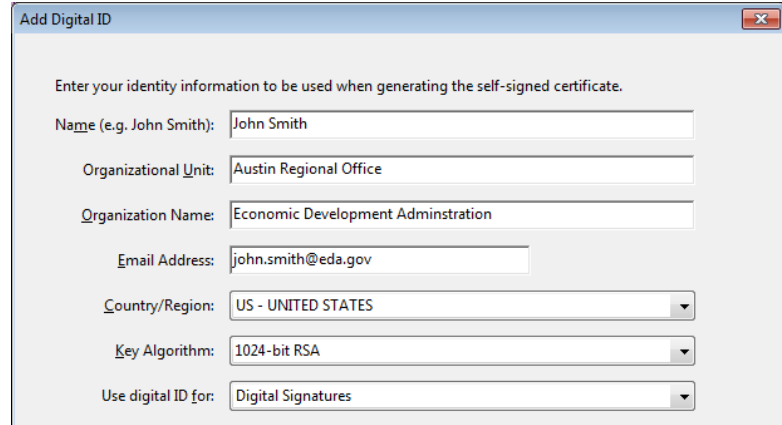 Add Digital ID
Enter your identity information to be used when generating the self-signed certificate.
Name (e.g. John Smith): John Smith
Organizational Unit: Austin Regional Office
Organization Name: Economic Development Adminstration
Email Address: john.smith@eda.gov
Country/Region: US - UNITED STATES
Key Algorithm: 1024-bit RSA
Use digital ID for: Digital Signatures